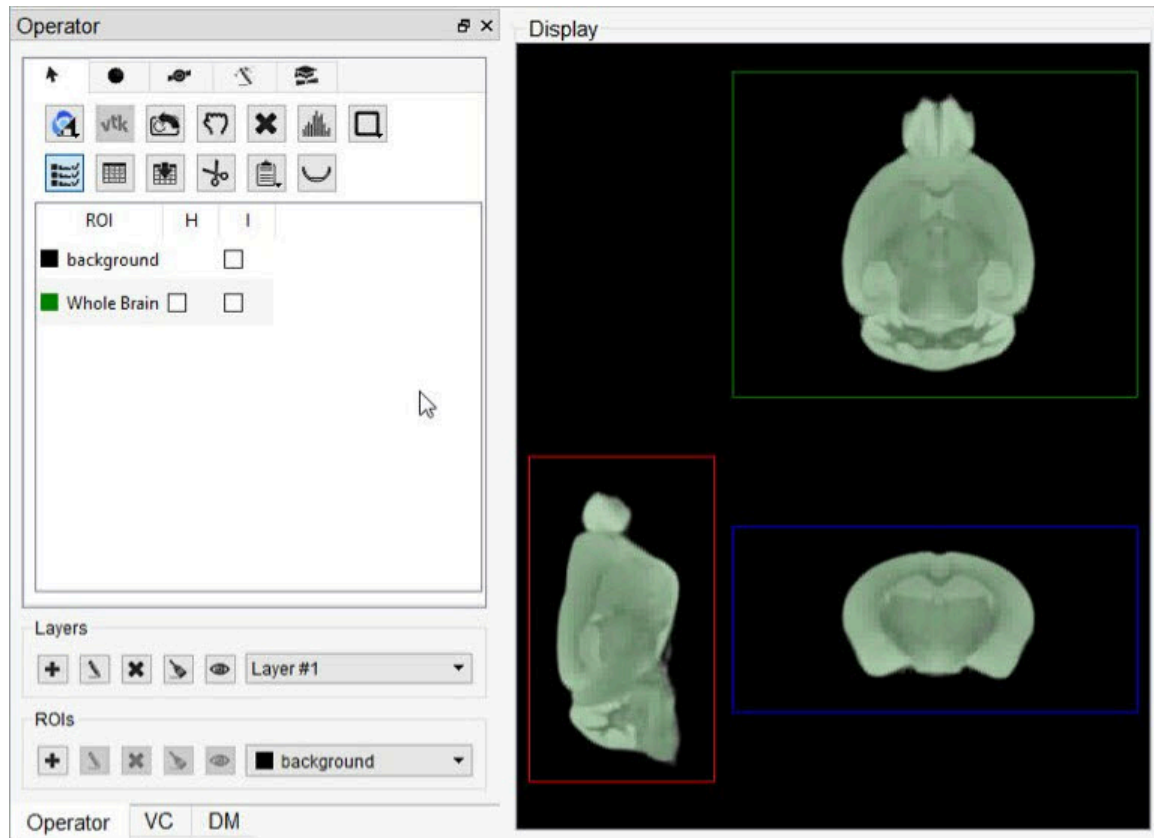 Operator
Display
vtk
ROI H I
background
Whole Brain
Layers
Layer #1
ROIs
background
Operator VC DM